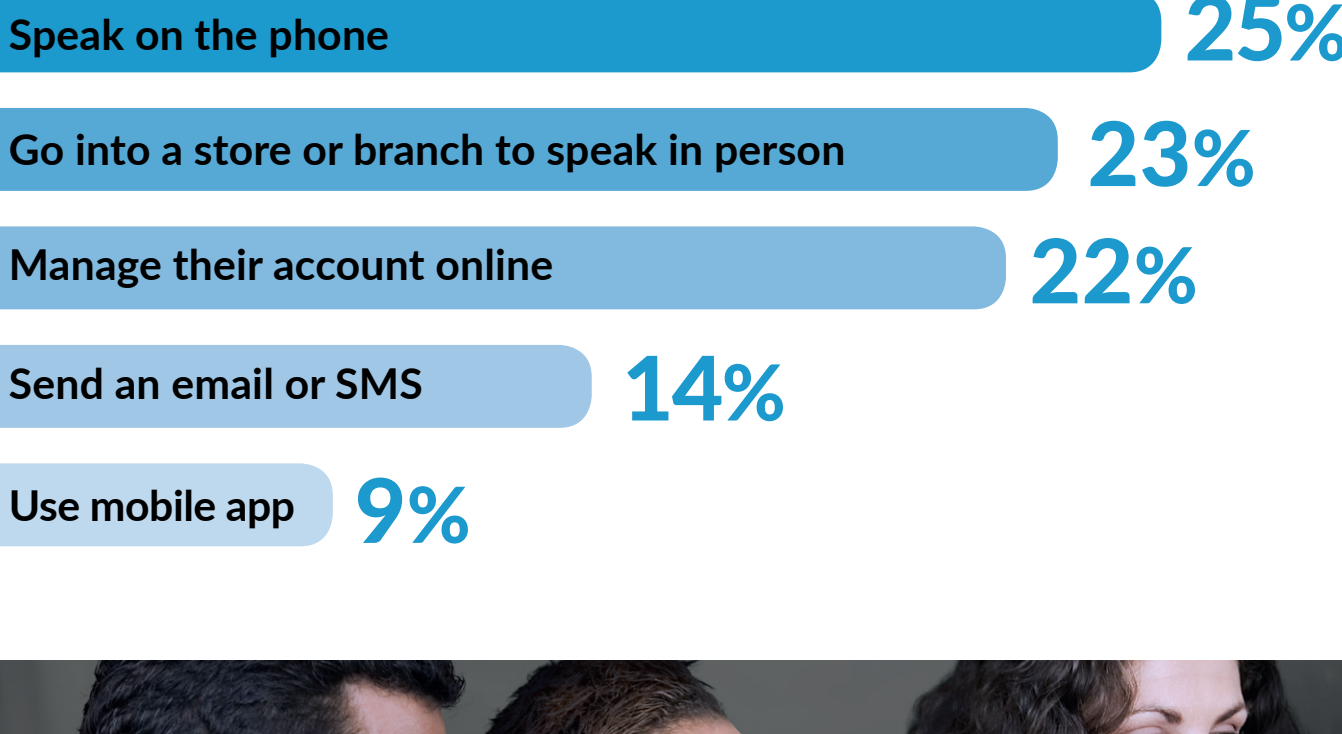 Speak on the phone 25%
Go into a store or branch to speak in person 23%
Manage their account online 22%
Send an email or SMS 14%
Use mobile app 9%